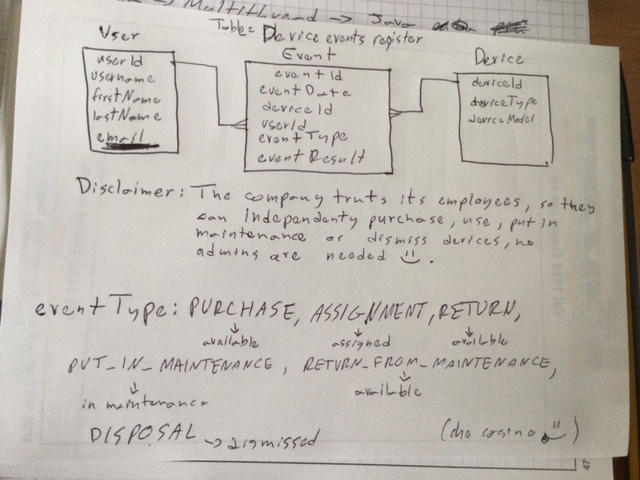 → Multithread → Java
Table= Device events register
User
userId
username
firstName
lastName
email
Event
eventId
eventDate
deviceId
userId
eventType
eventResult
Device
deviceId
deviceType
deviceModel
Disclaimer: The company truts its employees, so they
can independenty purchase, use, put in
maintenance or dismiss devices, no
admins are needed
eventType: PURCHASE, ASSIGNMENT, RETURN,
available assigned available
PUT_IN_MAINTENANCE, RETURN_FROM_MAINTENANCE,
in maintenance available
DISPOSAL → dismissed (che casino